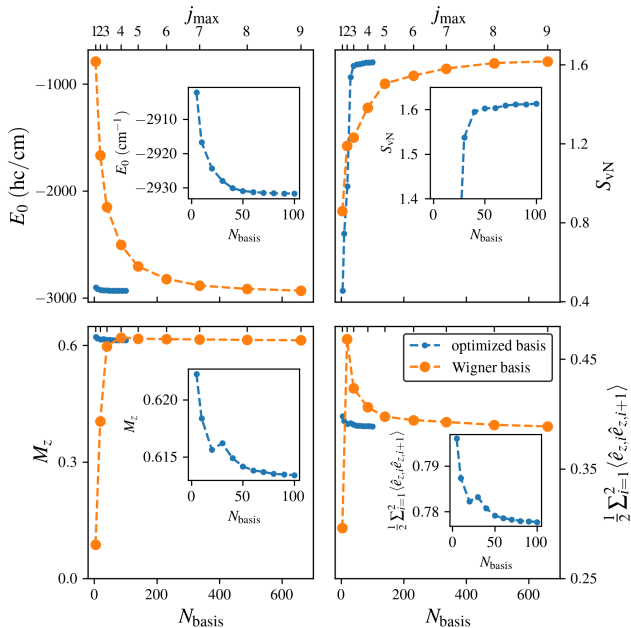 j_max j_max
1 2 3 4 5 6 7 8 9 1 2 3 4 5 6 7 8 9
−1000 −2000 −3000
E_0 (hc/cm)
−2910 −2920 −2930
E_0 (cm^{−1})
0 50 100
N_basis
1.6 1.5 1.4
S_vN
0 50 100
N_basis
1.6 1.2 0.8 0.4
S_vN
0.6 0.3 0.0
M_z
0.620 0.615
M_z
0 50 100
N_basis
optimized basis
Wigner basis
0.79 0.78
\frac{1}{2} Σ_{i=1}^{2} ⟨ê_{z,i}ê_{z,i+1}⟩
0 50 100
N_basis
0.45 0.35 0.25
\frac{1}{2} Σ_{i=1}^{2} ⟨ê_{z,i}ê_{z,i+1}⟩
0 200 400 600 0 200 400 600
N_basis N_basis